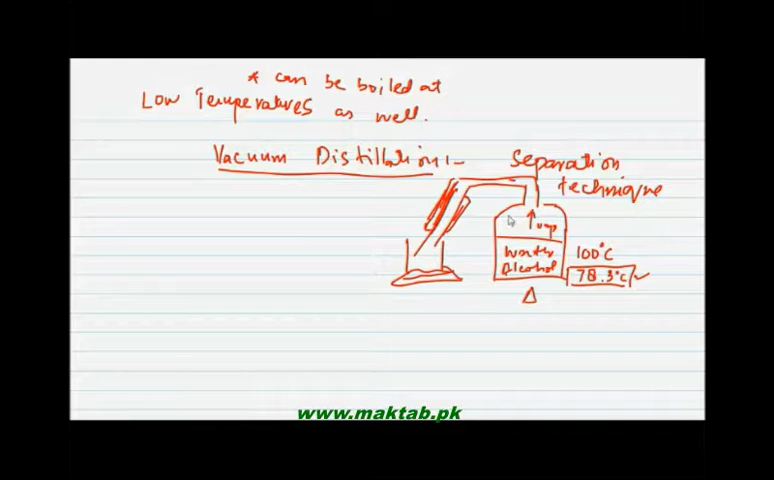 * can be boiled at
Low Temperatures as well.
Vacuum Distillation:-
Separation
technique
vap
Water 100°C
Alcohol 78.3°C
Δ
www.maktab.pk